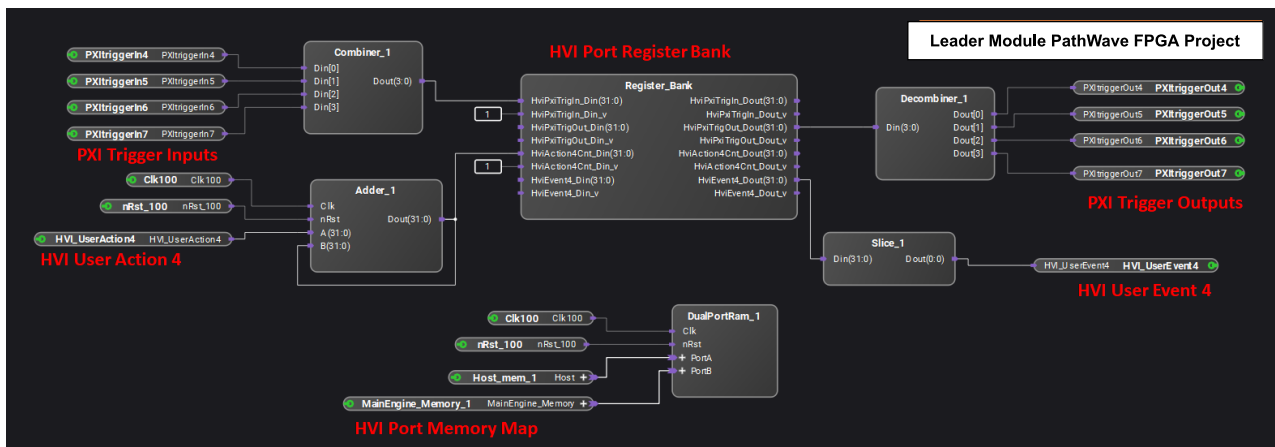 Leader Module PathWave FPGA Project
PXItriggerIn4 PXItriggerIn4
PXItriggerIn5 PXItriggerIn5
PXItriggerIn6 PXItriggerIn6
PXItriggerIn7 PXItriggerIn7
PXI Trigger Inputs
Combiner_1
Din[0]
Din[1] Dout(3:0)
Din[2]
Din[3]
Clk100 Clk100
nRst_100 nRst_100
HVI_UserAction4 HVI_UserAction4
HVI User Action 4
Adder_1
Clk
nRst Dout(31:0)
A(31:0)
B(31:0)
HVI Port Register Bank
1
1
Register_Bank
HviPxiTrigIn_Din(31:0) HviPxiTrigIn_Dout(31:0)
HviPxiTrigIn_Din_v HviPxiTrigIn_Dout_v
HviPxiTrigOut_Din(31:0) HviPxiTrigOut_Dout(31:0)
HviPxiTrigOut_Din_v HviPxiTrigOut_Dout_v
HviAction4Cnt_Din(31:0) HviAction4Cnt_Dout(31:0)
HviAction4Cnt_Din_v HviAction4Cnt_Dout_v
HviEvent4_Din(31:0) HviEvent4_Dout(31:0)
HviEvent4_Din_v HviEvent4_Dout_v
Decombiner_1
Dout[0]
Din(3:0) Dout[1]
Dout[2]
Dout[3]
PXItriggerOut4 PXItriggerOut4
PXItriggerOut5 PXItriggerOut5
PXItriggerOut6 PXItriggerOut6
PXItriggerOut7 PXItriggerOut7
PXI Trigger Outputs
Slice_1
Din(31:0) Dout(0:0)
HVI_UserEvent4 HVI_UserEvent4
HVI User Event 4
Clk100 Clk100
nRst_100 nRst_100
Host_mem_1 Host +
MainEngine_Memory_1 MainEngine_Memory +
HVI Port Memory Map
DualPortRam_1
Clk
nRst
+ PortA
+ PortB